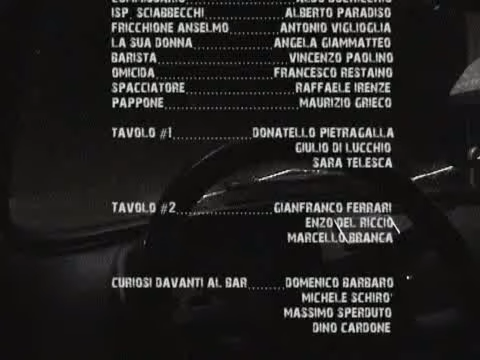 ISP. SCIABBECCHI....................ALBERTO PARADISO
FRICCHIONE ANSELMO............ANTONIO VIGLIOGLIA
LA SUA DONNA....................ANGELA GIAMMATTEO
BARISTA..........................VINCENZO PAOLINO
OMICIDA.......................FRANCESCO RESTAINO
SPACCIATORE......................RAFFAELE IRENZE
PAPPONE...........................MAURIZIO GRIECO
TAVOLO #1..................DONATELLO PIETRAGALLA
GIULIO DI LUCCHIO
SARA TELESCA
TAVOLO #2......................GIANFRANCO FERRARI
ENZO DEL RICCIO
MARCELLO BRANCA
CURIOSI DAVANTI AL BAR........DOMENICO BARBARO
MICHELE SCHIRO'
MASSIMO SPERDUTO
DINO CARDONE